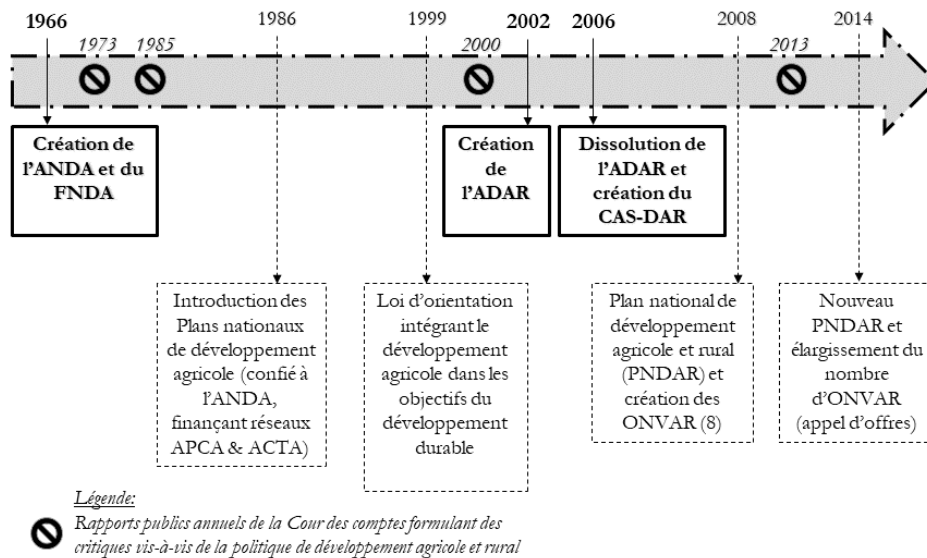 1966
1973
1985
1986
1999
2000
2002
2006
2008
2013
2014
Création de
l'ANDA et du
FNDA
Création
de
l'ADAR
Dissolution de
l'ADAR et
création du
CAS-DAR
Introduction des
Plans nationaux
de développement
agricole (confié à
l'ANDA,
finançant réseaux
APCA & ACTA)
Loi d'orientation
intégrant le
développement
agricole dans les
objectifs du
développement
durable
Plan national de
développement
agricole et rural
(PNDAR) et
création des
ONVAR (8)
Nouveau
PNDAR et
élargissement du
nombre
d'ONVAR
(appel d'offres)
Légende:
Rapports publics annuels de la Cour des comptes formulant des
critiques vis-à-vis de la politique de développement agricole et rural